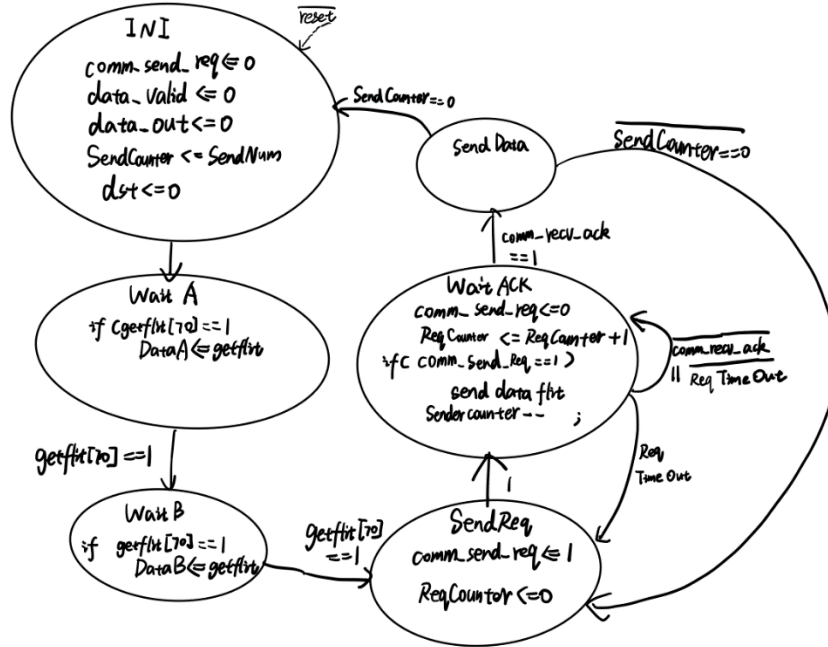 INI
reset
comm_send_req<=0
data_valid<=0
data_out<=0
SendCounter<=SendNum
dst<=0
SendCounter==0
Send Data
SendCounter==0
comm_recv_ack
==1
Wait A
if (getflit[70]==1
DataA<=getflit
Wait ACK
comm_send_req<=0
ReqCounter <=ReqCounter+1
if( comm_send_Req==1)
send data flit
Sender counter-- ;
comm_recv_ack
|| Req Time Out
getflit[70]==1
Req
Time Out
1
Wait B
if getflit[70]==1
DataB<=getflit
getflit[70]
==1
SendReq
comm_send_req<=1
ReqCounter<=0